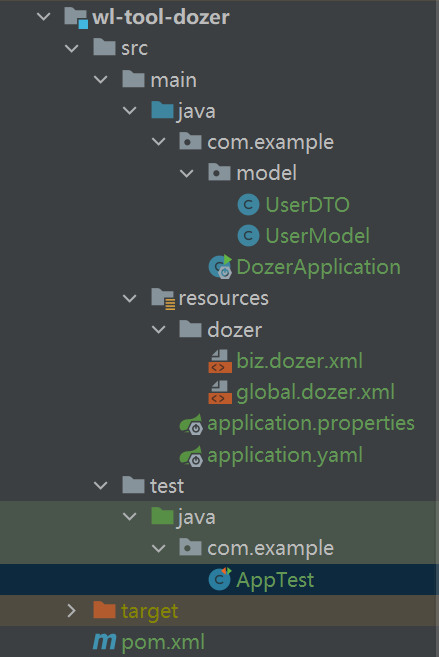 wl-tool-dozer
src
main
java
com.example
model
UserDTO
UserModel
DozerApplication
resources
dozer
biz.dozer.xml
global.dozer.xml
application.properties
application.yaml
test
java
com.example
AppTest
target
pom.xml